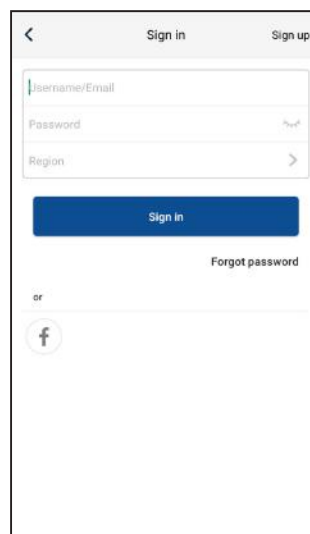 Sign in Sign up
Username/Email
Password
Region
Sign in
Forgot password
or
f